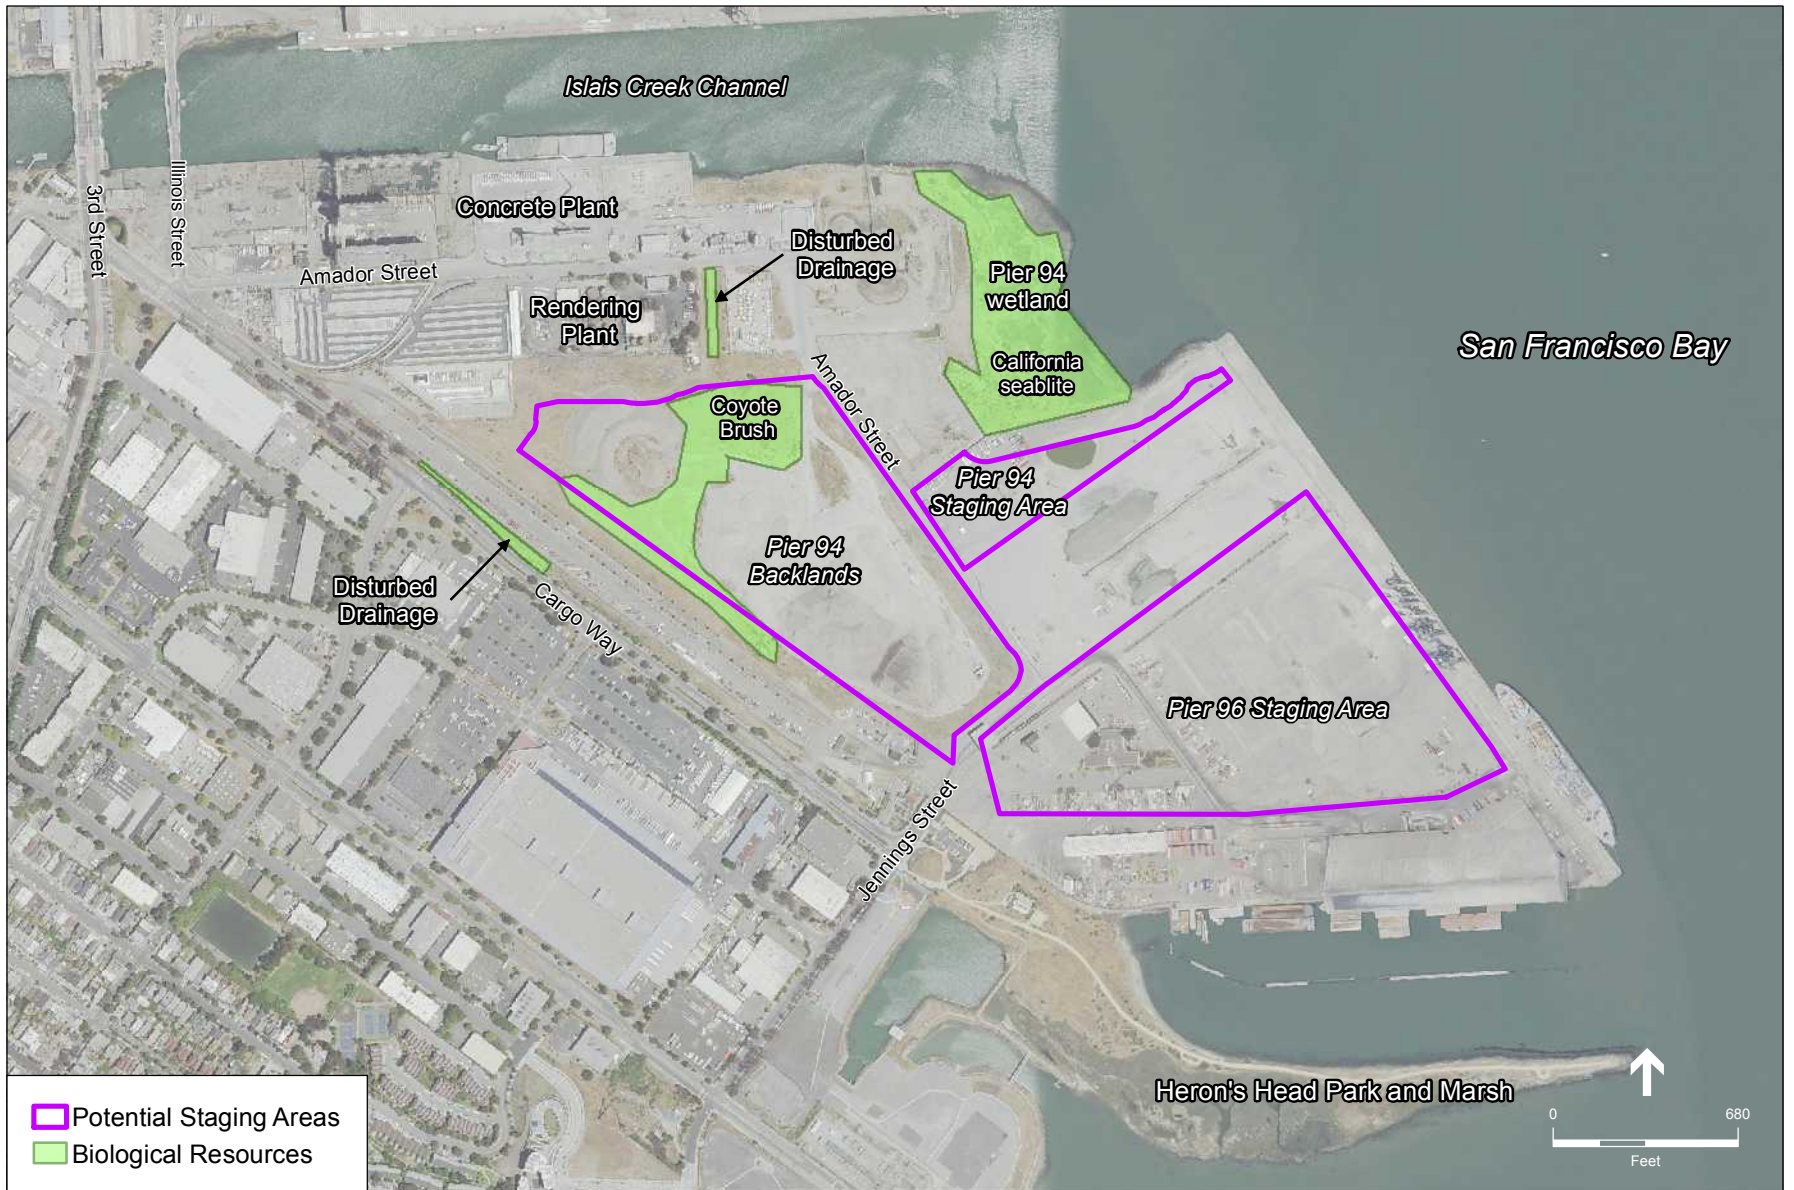 Islais Creek Channel
3rd Street
Illinois Street
Concrete Plant
Disturbed
Drainage
Amador Street
Rendering
Plant
Pier 94
wetland
California
seablite
San Francisco Bay
Amador Street
Coyote
Brush
Pier 94
Staging Area
Pier 94
Backlands
Disturbed
Drainage
Cargo Way
Pier 96 Staging Area
Jennings Street
Heron's Head Park and Marsh
Potential Staging Areas
Biological Resources
0 680
Feet